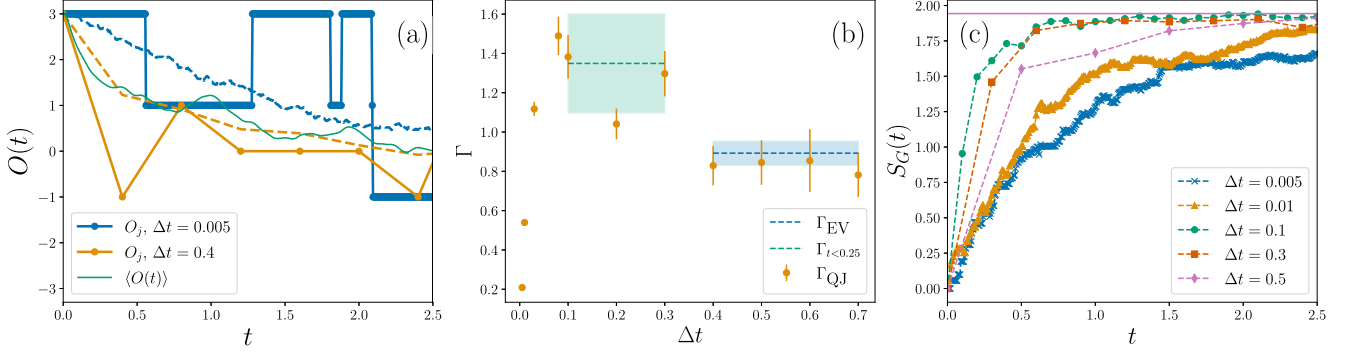 (a)
O(t)
3
2
1
0
−1
−2
−3
O_j, Δt = 0.005
O_j, Δt = 0.4
⟨O(t)⟩
0.0 0.5 1.0 1.5 2.0 2.5
t
(b)
Γ
1.6
1.4
1.2
1.0
0.8
0.6
0.4
0.2
Γ_EV
Γ_{t<0.25}
Γ_QJ
0.0 0.1 0.2 0.3 0.4 0.5 0.6 0.7
Δt
(c)
S_G(t)
2.00
1.75
1.50
1.25
1.00
0.75
0.50
0.25
0.00
Δt = 0.005
Δt = 0.01
Δt = 0.1
Δt = 0.3
Δt = 0.5
0.0 0.5 1.0 1.5 2.0 2.5
t